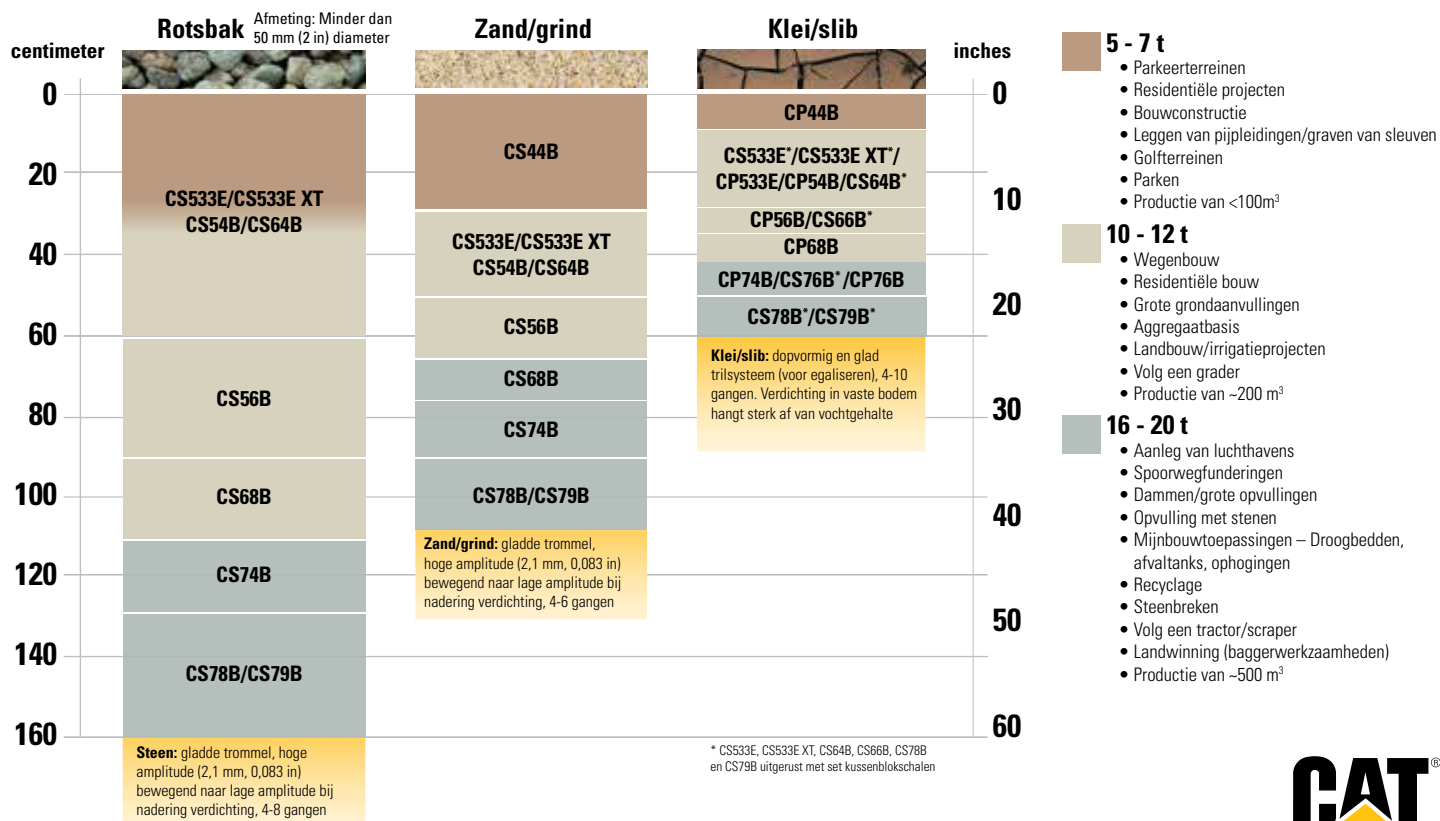 Rotsbak
Afmeting: Minder dan
50 mm (2 in) diameter
Zand/grind
Klei/slib
centimeter
inches
0
20
40
60
80
100
120
140
160
CS533E/CS533E XT
CS54B/CS64B
CS56B
CS68B
CS74B
CS78B/CS79B
Steen: gladde trommel, hoge
amplitude (2,1 mm, 0,083 in)
bewegend naar lage amplitude bij
nadering verdichting, 4-8 gangen
CS44B
CS533E/CS533E XT
CS54B/CS64B
CS56B
CS68B
CS74B
CS78B/CS79B
Zand/grind: gladde trommel,
hoge amplitude (2,1 mm, 0,083 in)
bewegend naar lage amplitude bij
nadering verdichting, 4-6 gangen
CP44B
CS533E*/CS533E XT*/
CP533E/CP54B/CS64B*
CP56B/CS66B*
CP68B
CP74B/CS76B*/CP76B
CS78B*/CS79B*
Klei/slib: dopvormig en glad
trilsysteem (voor egaliseren), 4-10
gangen. Verdichting in vaste bodem
hangt sterk af van vochtgehalte
* CS533E, CS533E XT, CS64B, CS66B, CS78B
en CS79B uitgerust met set kussenblokschalen
0
10
20
30
40
50
60
5 - 7 t
• Parkeerterreinen
• Residentiële projecten
• Bouwconstructie
• Leggen van pijpleidingen/graven van sleuven
• Golfterreinen
• Parken
• Productie van <100m³
10 - 12 t
• Wegenbouw
• Residentiële bouw
• Grote grondaanvullingen
• Aggregaatbasis
• Landbouw/irrigatieprojecten
• Volg een grader
• Productie van ~200 m³
16 - 20 t
• Aanleg van luchthavens
• Spoorwegfunderingen
• Dammen/grote opvullingen
• Opvulling met stenen
• Mijnbouwtoepassingen – Droogbedden,
afvaltanks, ophogingen
• Recyclage
• Steenbreken
• Volg een tractor/scraper
• Landwinning (baggerwerkzaamheden)
• Productie van ~500 m³
CAT®